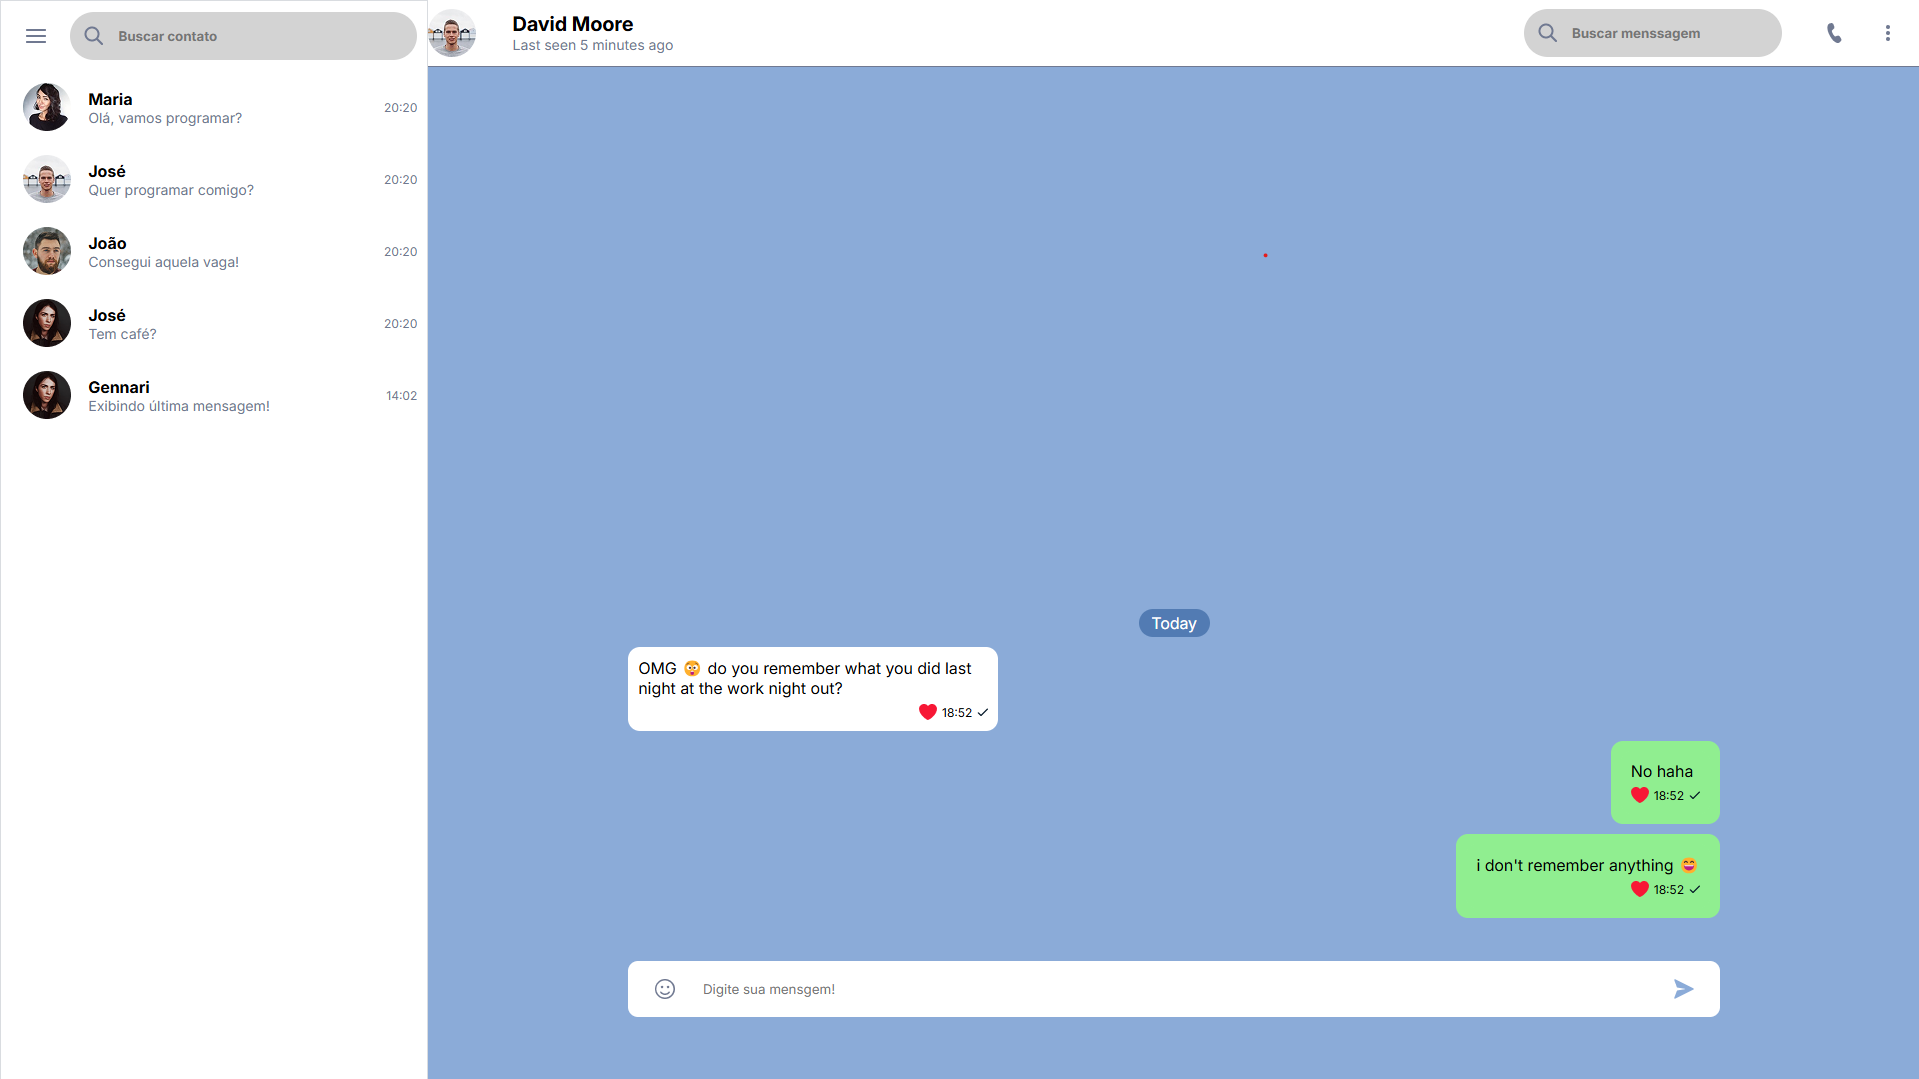 Buscar contato
Maria
Olá, vamos programar?
20:20
José
Quer programar comigo?
20:20
João
Consegui aquela vaga!
20:20
José
Tem café?
20:20
Gennari
Exibindo última mensagem!
14:02
David Moore
Last seen 5 minutes ago
Buscar menssagem
Today
OMG 😳 do you remember what you did last
night at the work night out?
❤️ 18:52 ✓
No haha
❤️ 18:52 ✓
i don't remember anything 😄
❤️ 18:52 ✓
Digite sua mensgem!